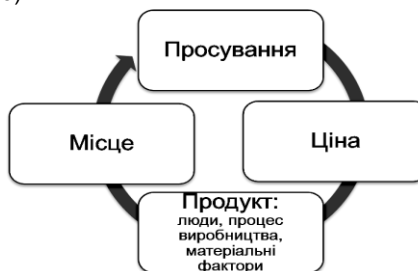 Просування
Місце
Ціна
Продукт:
люди, процес
виробництва,
матеріальні
фактори